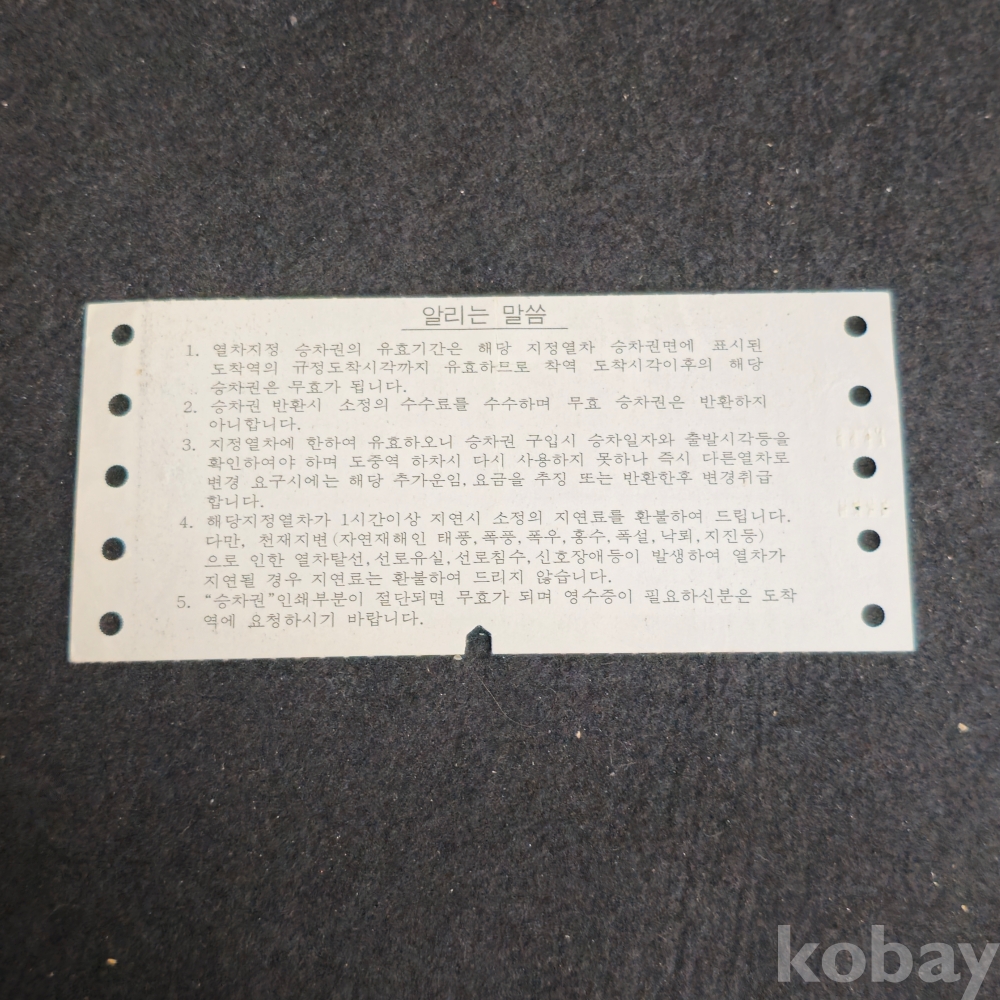 알리는 말씀
1. 열차지정 승차권의 유효기간은 해당 지정열차 승차권면에 표시된
도착역의 규정도착시각까지 유효하므로 착역 도착시각이후의 해당
승차권은 무효가 됩니다.
2. 승차권 반환시 소정의 수수료를 수수하며 무효 승차권은 반환하지
아니합니다.
3. 지정열차에 한하여 유효하오니 승차권 구입시 승차일자와 출발시각등을
확인하여야 하며 도중역 하차시 다시 사용하지 못하나 즉시 다른열차로
변경 요구시에는 해당 추가운임,요금을 추징 또는 반환한후 변경취급
합니다.
4. 해당지정열차가 1시간이상 지연시 소정의 지연료를 환불하여 드립니다.
다만, 천재지변(자연재해인 태풍,폭풍,폭우,홍수,폭설,낙뢰,지진등)
으로 인한 열차탈선,선로유실,선로침수,신호장애등이 발생하여 열차가
지연될 경우 지연료는 환불하여 드리지 않습니다.
5. “승차권”인쇄부분이 절단되면 무효가 되며 영수증이 필요하신분은 도착
역에 요청하시기 바랍니다.
kobay